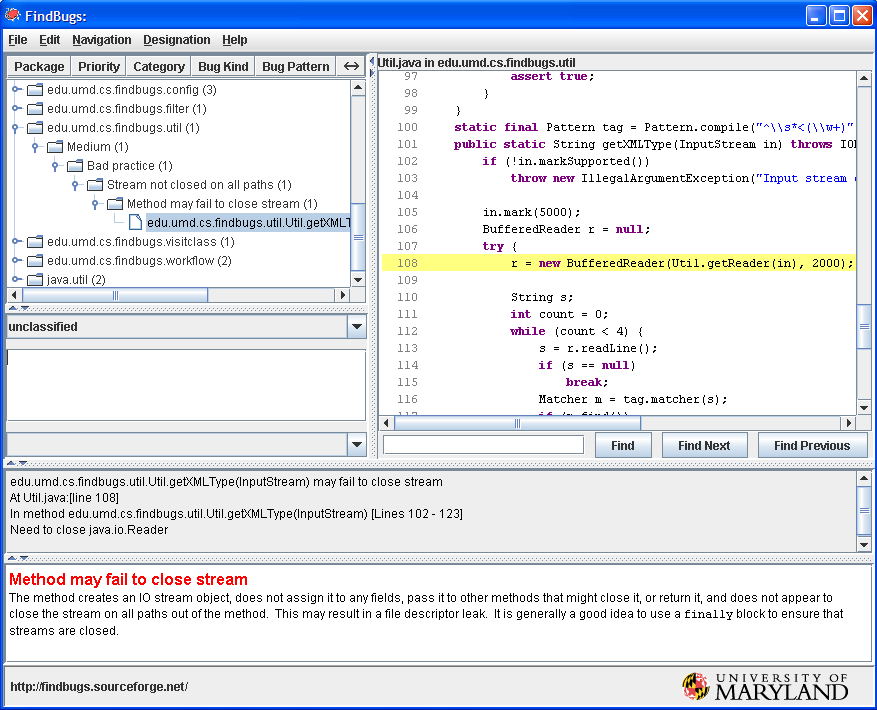 FindBugs:
File Edit Navigation Designation Help
Package Priority Category Bug Kind Bug Pattern
edu.umd.cs.findbugs.config (3)
edu.umd.cs.findbugs.filter (1)
edu.umd.cs.findbugs.util (1)
Medium (1)
Bad practice (1)
Stream not closed on all paths (1)
Method may fail to close stream (1)
edu.umd.cs.findbugs.util.Util.getXMLT
edu.umd.cs.findbugs.visitclass (1)
edu.umd.cs.findbugs.workflow (2)
java.util (2)
unclassified
Util.java in edu.umd.cs.findbugs.util
97 assert true;
98 }
99 }
100 static final Pattern tag = Pattern.compile("^\\s*<(\\w+)"
101 public static String getXMLType(InputStream in) throws IO
102 if (!in.markSupported())
103 throw new IllegalArgumentException("Input stream
104
105 in.mark(5000);
106 BufferedReader r = null;
107 try {
108 r = new BufferedReader(Util.getReader(in), 2000);
109
110 String s;
111 int count = 0;
112 while (count < 4) {
113 s = r.readLine();
114 if (s == null)
115 break;
116 Matcher m = tag.matcher(s);
117 if (m.find())
Find Find Next Find Previous
edu.umd.cs.findbugs.util.Util.getXMLType(InputStream) may fail to close stream
At Util.java:[line 108]
In method edu.umd.cs.findbugs.util.Util.getXMLType(InputStream) [Lines 102 - 123]
Need to close java.io.Reader
Method may fail to close stream
The method creates an IO stream object, does not assign it to any fields, pass it to other methods that might close it, or return it, and does not appear to
close the stream on all paths out of the method.  This may result in a file descriptor leak.  It is generally a good idea to use a finally block to ensure that
streams are closed.
http://findbugs.sourceforge.net/
UNIVERSITY OF
MARYLAND